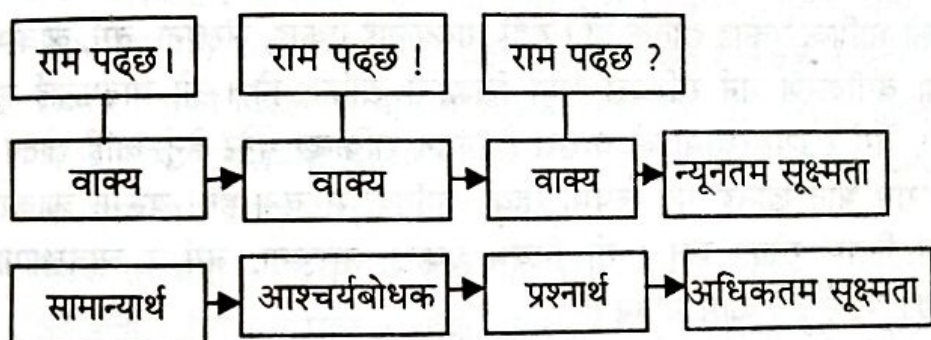 राम पढ्छ। राम पढ्छ ! राम पढ्छ ?
वाक्य वाक्य वाक्य न्यूनतम सूक्ष्मता
सामान्यार्थ आश्चर्यबोधक प्रश्नार्थ अधिकतम सूक्ष्मता